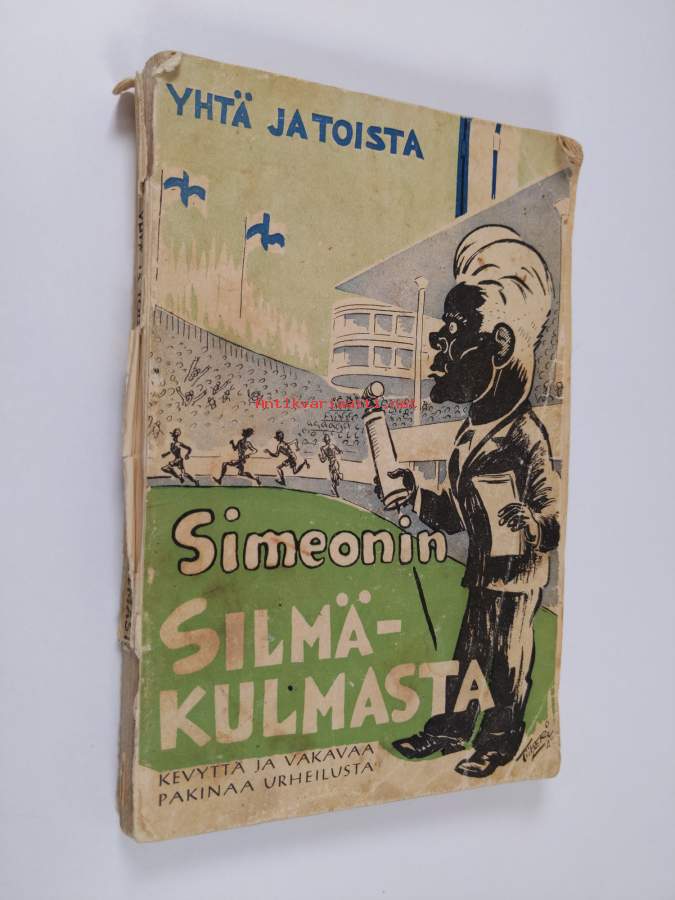 YHTÄ JA TOISTA
Antikvariaatti.net
Simeonin
SILMÄ-
KULMASTA
KEVYTTÄ JA VAKAVAA
PAKINAA URHEILUSTA